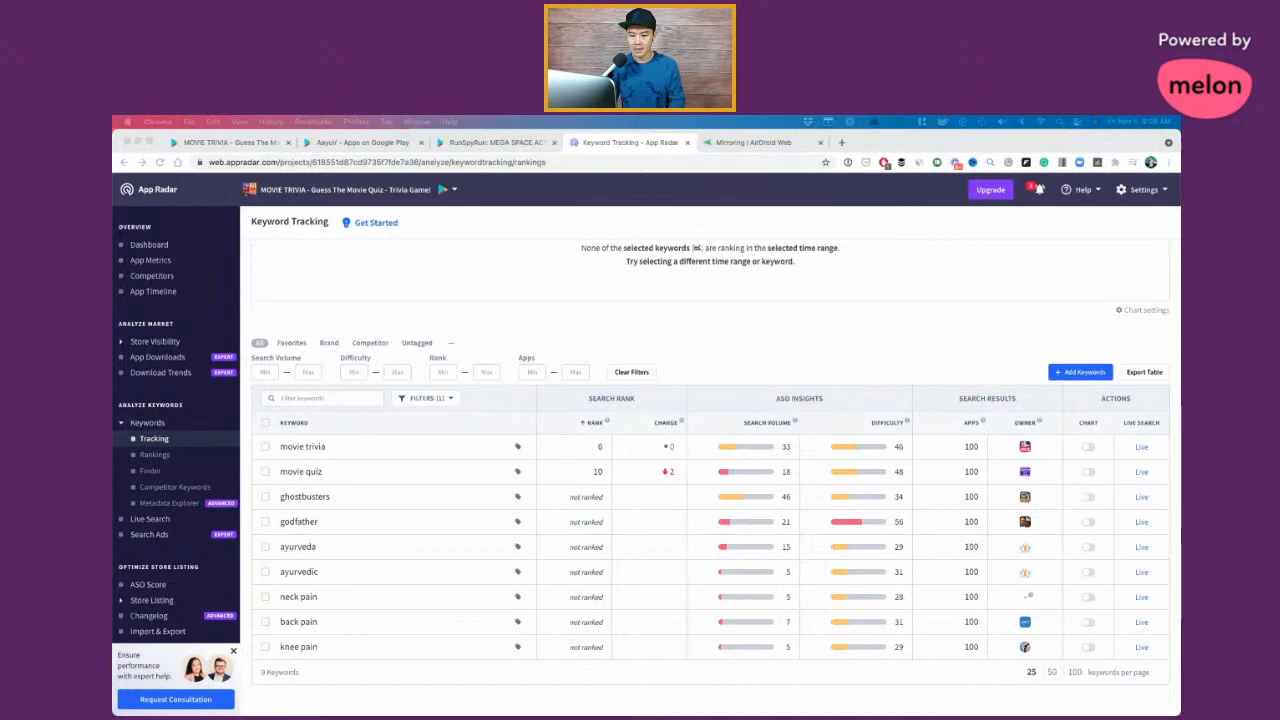 Powered by
melon
Chrome File Edit View History Bookmarks Profiles Tab Window Help
Fri Nov 5 9:08 AM
MOVIE TRIVIA - Guess The M
AayuV - Apps on Google Play
RunSpyRun: MEGA SPACE AC
Keyword Tracking - App Radar
Mirroring | AirDroid Web
web.appradar.com/projects/618551d87cd9735f7fde7a36/analyze/keywordtracking/rankings
App Radar
MOVIE TRIVIA - Guess The Movie Quiz - Trivia Game!
Upgrade
Help
Settings
Keyword Tracking
Get Started
OVERVIEW
Dashboard
App Metrics
Competitors
App Timeline
ANALYZE MARKET
Store Visibility
App Downloads EXPERT
Download Trends EXPERT
ANALYZE KEYWORDS
Keywords
Tracking
Rankings
Finder
Competitor Keywords
Metadata Explorer ADVANCED
Live Search
Search Ads EXPERT
OPTIMIZE STORE LISTING
ASO Score
Store Listing
Changelog ADVANCED
Import & Export
Ensure
performance
with expert help.
Request Consultation
None of the selected keywords are ranking in the selected time range.
Try selecting a different time range or keyword.
Chart settings
All Favorites Brand Competitor Untagged ...
Search Volume Difficulty Rank Apps
Min — Max Min — Max Min — Max Min — Max Clear Filters + Add Keywords Export Table
Filter keywords FILTERS (1) SEARCH RANK ASO INSIGHTS SEARCH RESULTS ACTIONS
KEYWORD RANK CHANGE SEARCH VOLUME DIFFICULTY APPS OWNER CHART LIVE SEARCH
movie trivia 6 0 33 46 100 Live
movie quiz 10 2 18 48 100 Live
ghostbusters not ranked 46 34 100 Live
godfather not ranked 21 56 100 Live
ayurveda not ranked 15 29 100 Live
ayurvedic not ranked 5 31 100 Live
neck pain not ranked 5 28 100 - Live
back pain not ranked 7 31 100 Live
knee pain not ranked 5 29 100 Live
9 Keywords 25 50 100 keywords per page